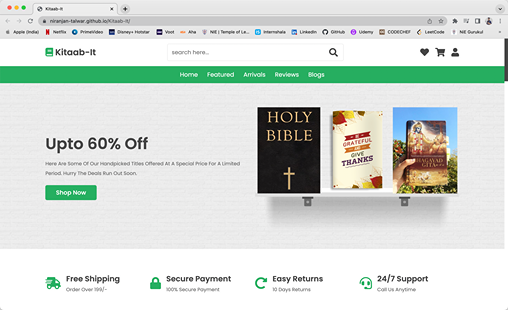 Kitaab-It
niranjan-talwar.github.io/Kitaab-It/
Apple (India) Netflix PrimeVideo Disney+ Hotstar Voot Aha NIE | Temple of Le... Internshala LinkedIn GitHub Udemy CODECHEF LeetCode NIE Gurukul
Kitaab-It
search here...
Home Featured Arrivals Reviews Blogs
Upto 60% Off
Here Are Some Of Our Handpicked Titles Offered At A Special Price For A Limited
Period. Hurry The Deals Run Out Soon.
Shop Now
HOLY
BIBLE
GRATEFUL
GIVE
THANKS
BHAGAVAD
GITA
Free Shipping
Order Over 199/-
Secure Payment
100% Secure Payment
Easy Returns
10 Days Returns
24/7 Support
Call Us Anytime